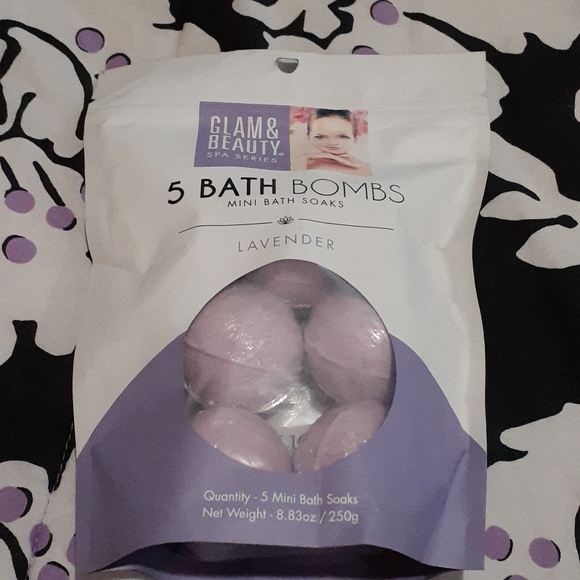 GLAM&
BEAUTY
SPA SERIES
5 BATH BOMBS
MINI BATH SOAKS
LAVENDER
Quantity - 5 Mini Bath Soaks
Net Weight - 8.83oz / 250g